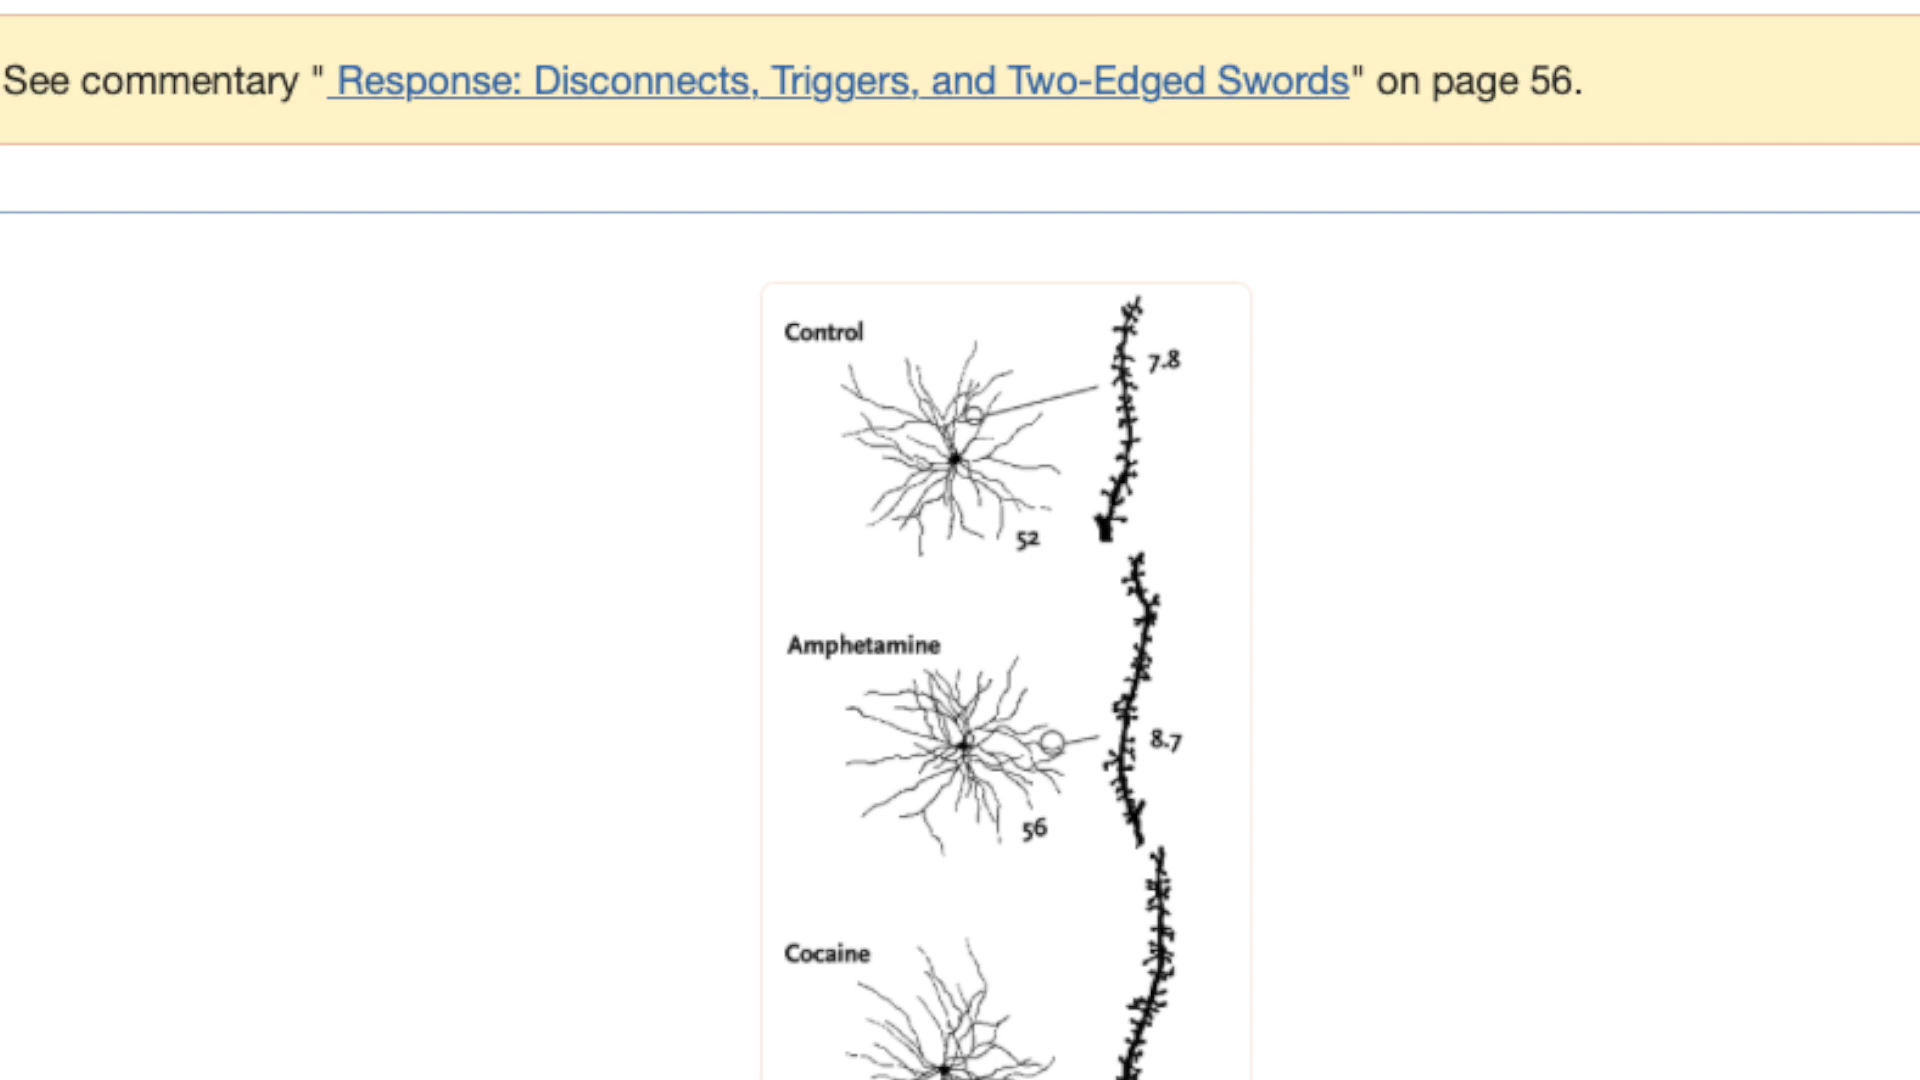 See commentary " Response: Disconnects, Triggers, and Two-Edged Swords" on page 56.
Control
7.8
52
Amphetamine
8.7
56
Cocaine